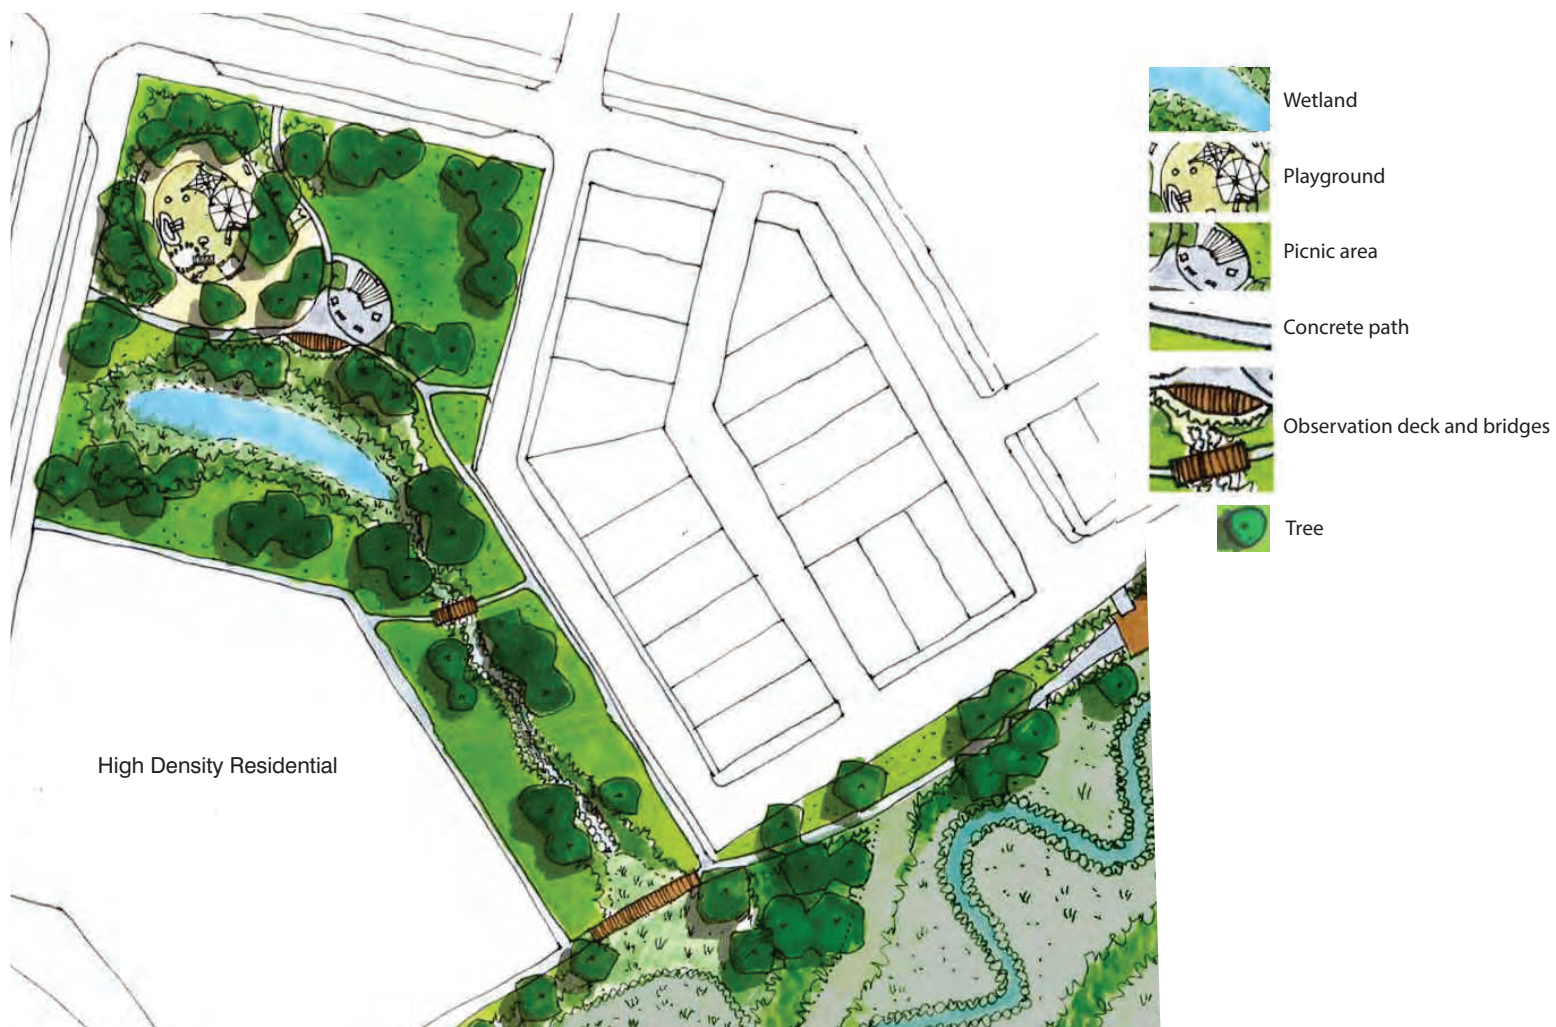 Wetland
Playground
Picnic area
Concrete path
Observation deck and bridges
Tree
High Density Residential